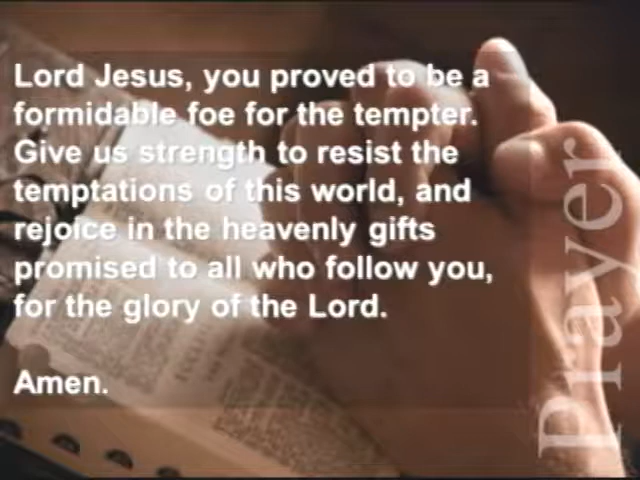 Lord Jesus, you proved to be a
formidable foe for the tempter.
Give us strength to resist the
temptations of this world, and
rejoice in the heavenly gifts
promised to all who follow you,
for the glory of the Lord.
Amen.
Prayer